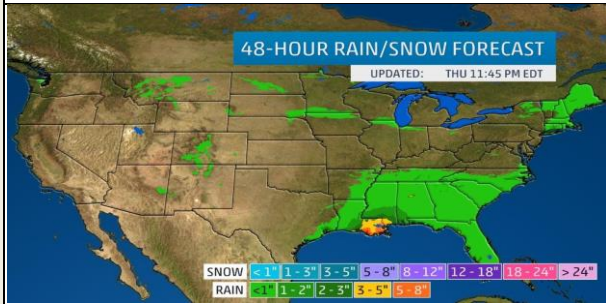 48-HOUR RAIN/SNOW FORECAST
UPDATED: THU 11:45 PM EDT
SNOW <1" 1-3" 3-5" 5-8" 8-12" 12-18" 18-24" >24"
RAIN <1" 1-2" 2-3" 3-5" 5-8"